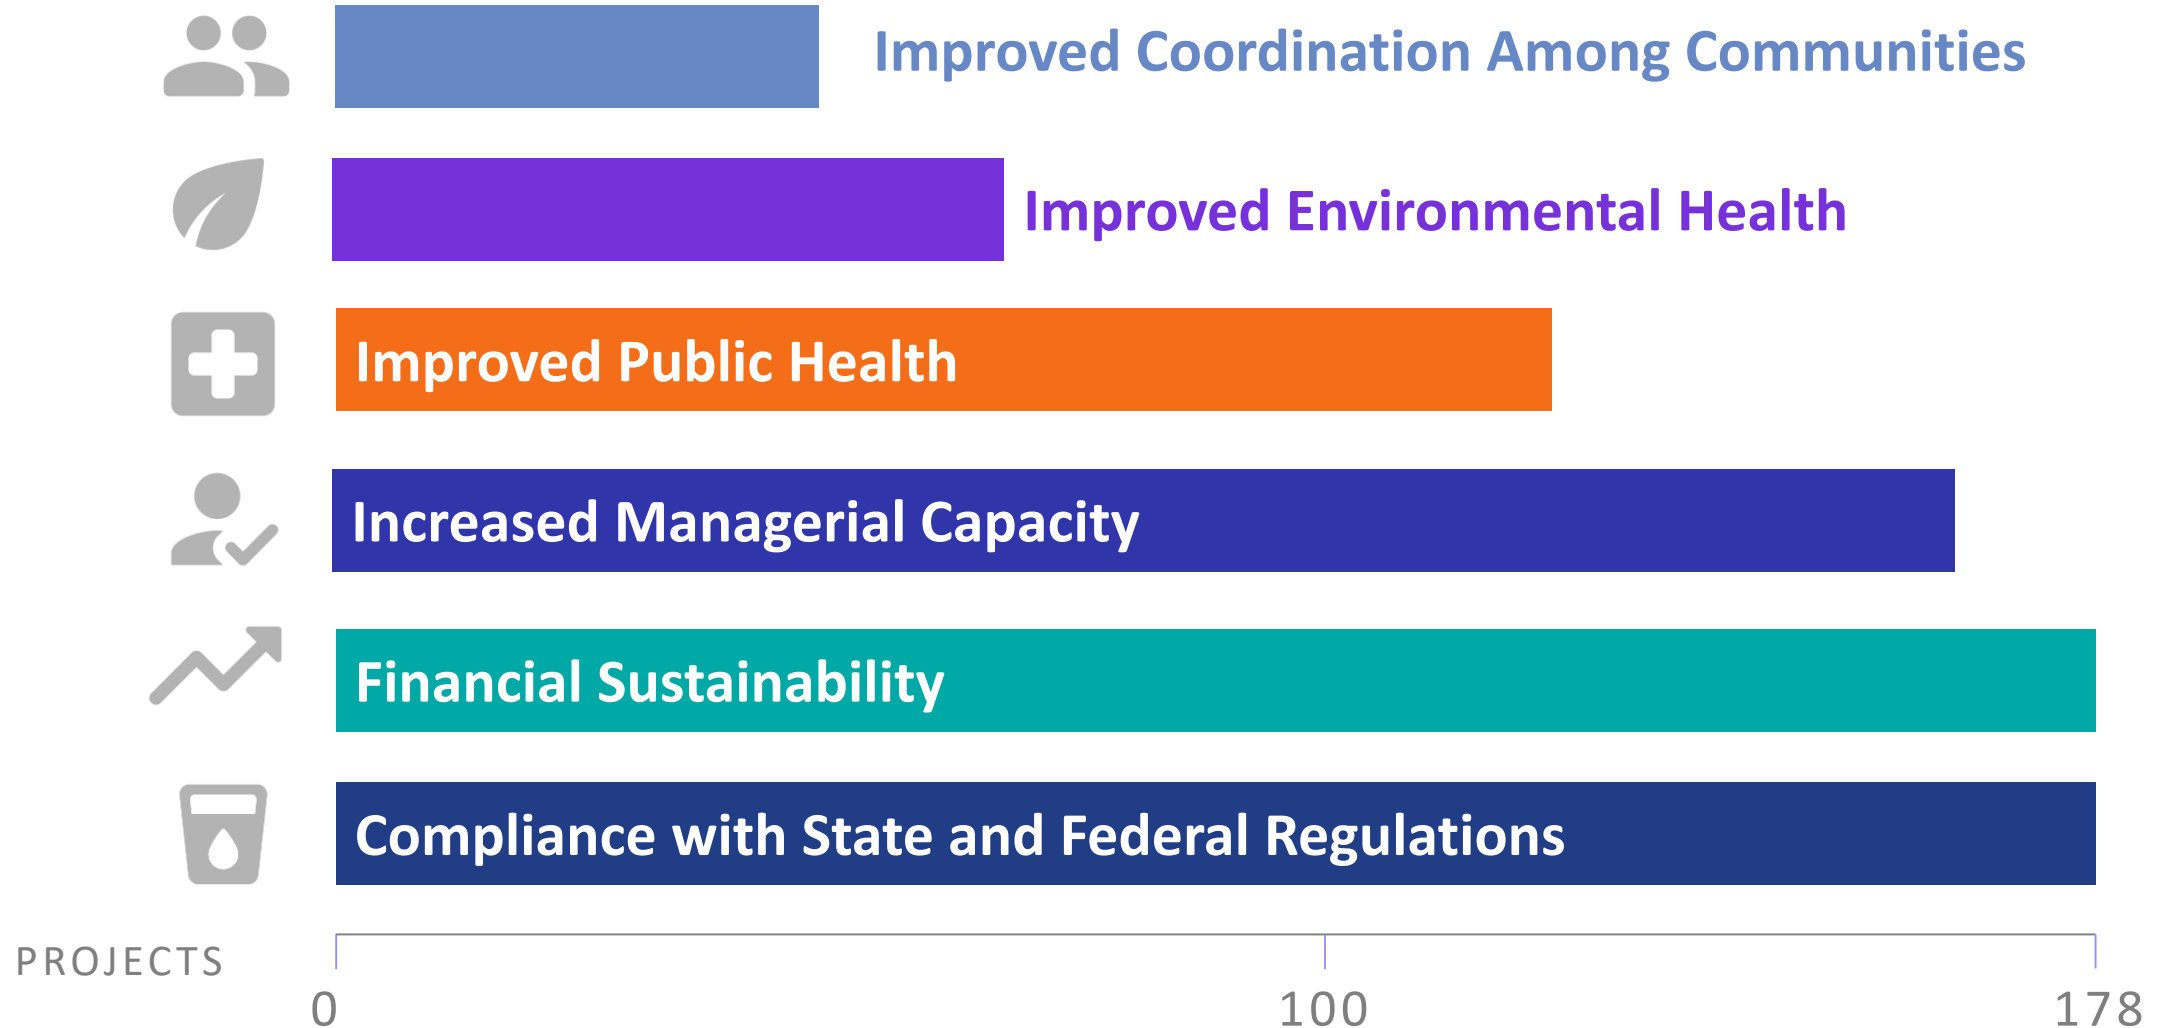 Improved Coordination Among Communities
Improved Environmental Health
Improved Public Health
Increased Managerial Capacity
Financial Sustainability
Compliance with State and Federal Regulations
PROJECTS
0 100 178